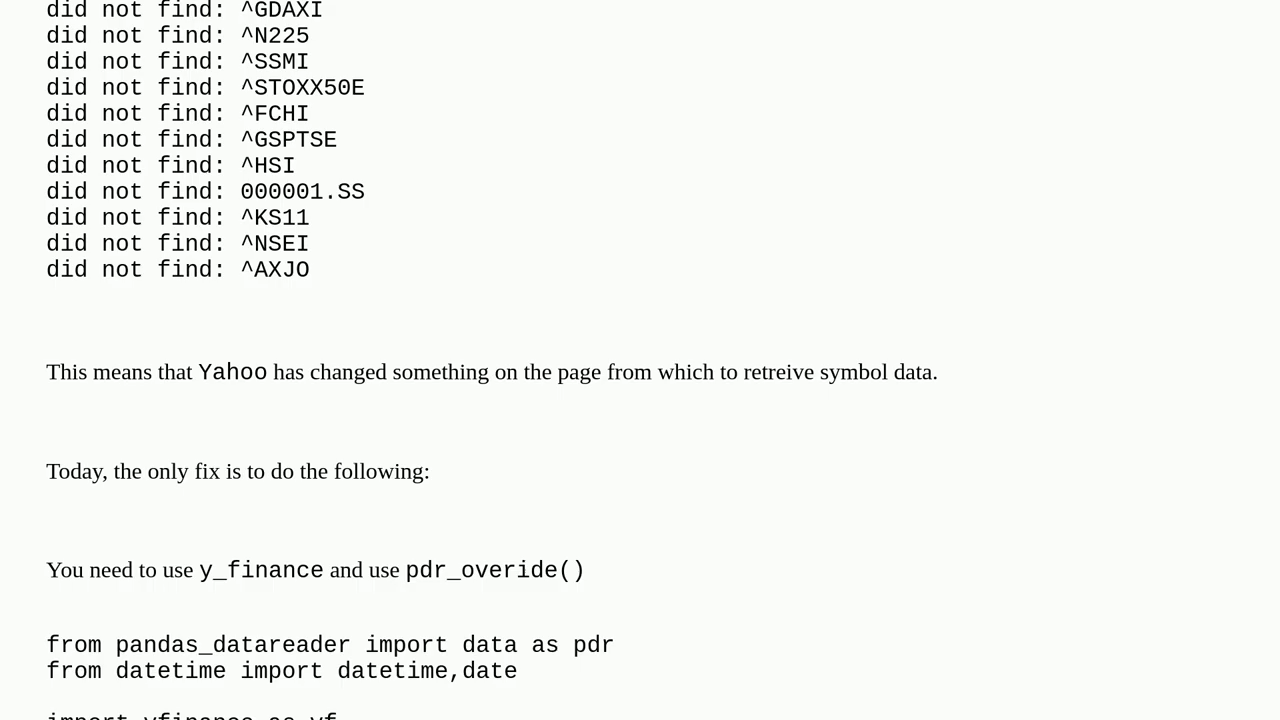 did not find: ^GDAXI
did not find: ^N225
did not find: ^SSMI
did not find: ^STOXX50E
did not find: ^FCHI
did not find: ^GSPTSE
did not find: ^HSI
did not find: 000001.SS
did not find: ^KS11
did not find: ^NSEI
did not find: ^AXJO
This means that Yahoo has changed something on the page from which to retreive symbol data.
Today, the only fix is to do the following:
You need to use y_finance and use pdr_overide()
from pandas_datareader import data as pdr
from datetime import datetime,date
import yfinance as yf